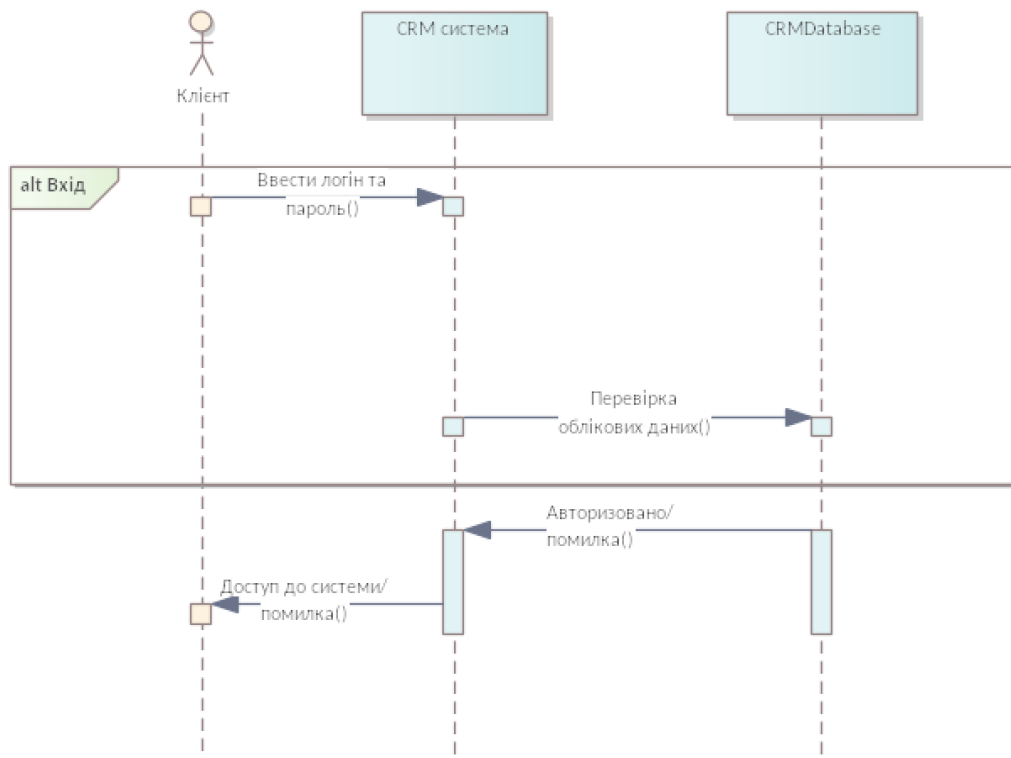 CRM система
CRMDatabase
Клієнт
alt Вхід
Ввести логін та
пароль()
Перевірка
облікових даних()
Авторизовано/
помилка()
Доступ до системи/
помилка()